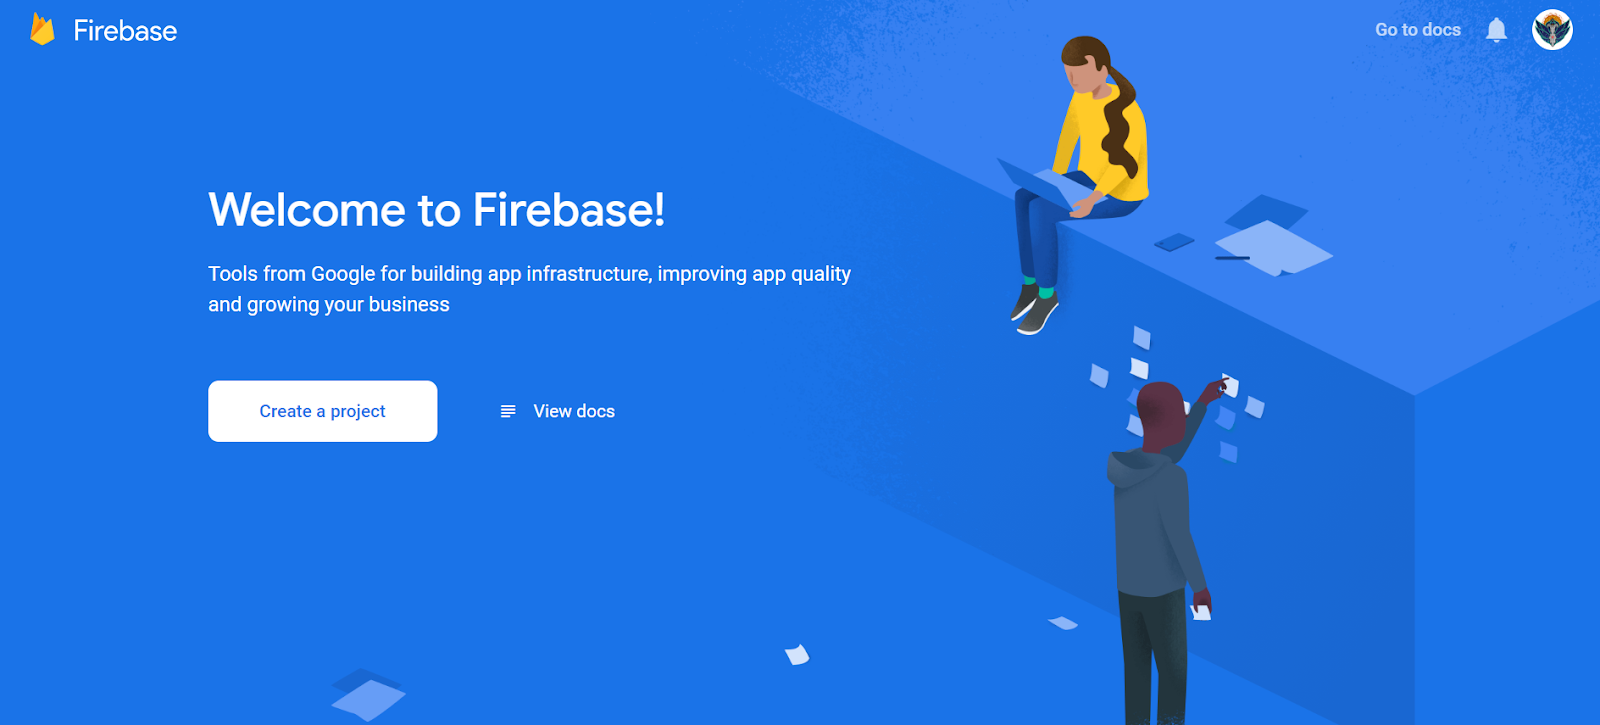 Firebase
Go to docs
Welcome to Firebase!
Tools from Google for building app infrastructure, improving app quality
and growing your business
Create a project
View docs